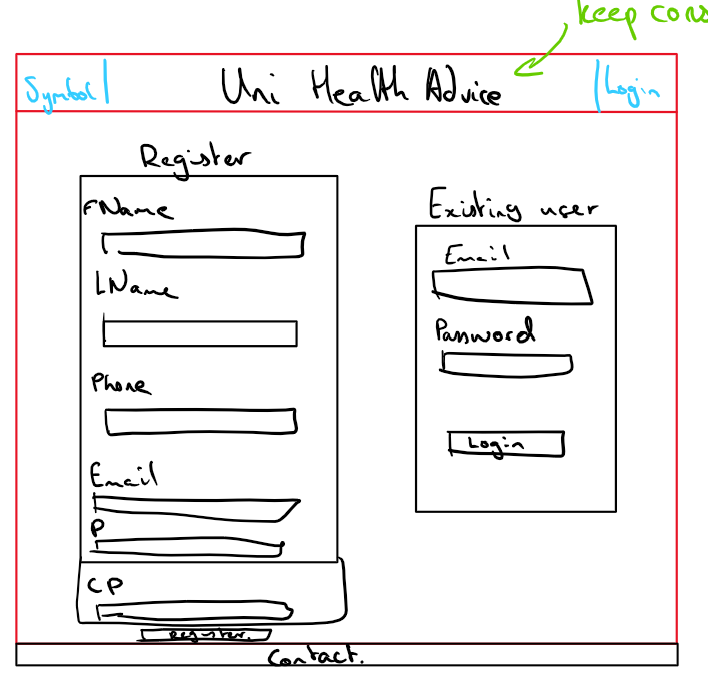 keep cons
Symbol Uni Health Advice Login
Register
FName
LName
Phone
Email
P
CP
Register.
Existing user
Email
Password
Login
Contact.